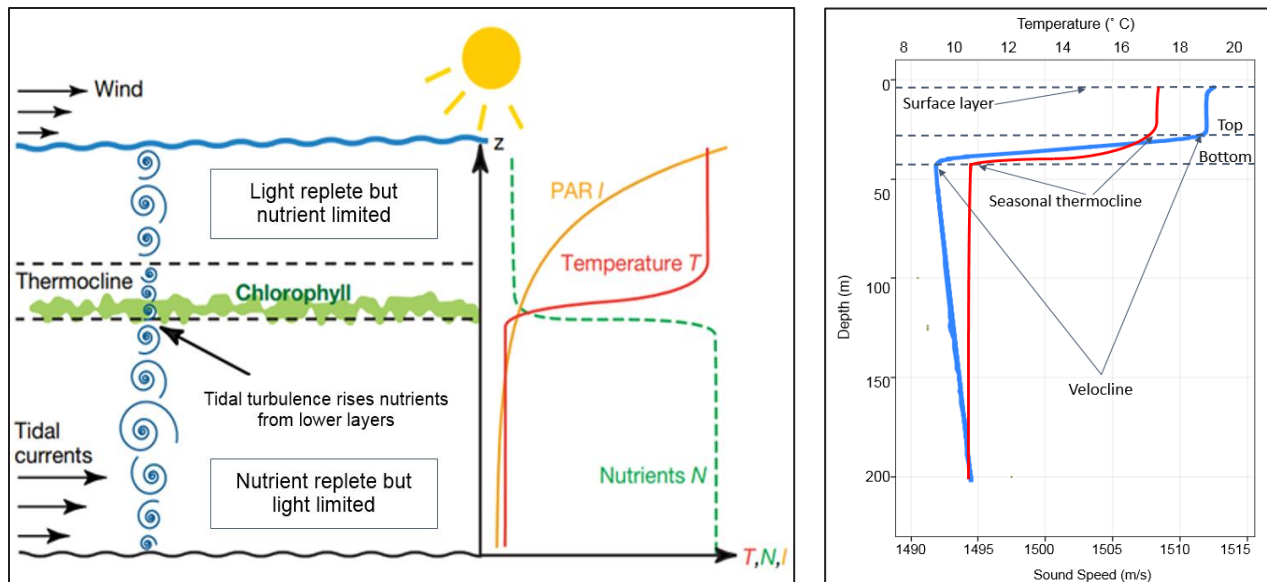 Wind
z
Light replete but
nutrient limited
PAR I
Temperature T
Thermocline
Chlorophyll
Tidal turbulence rises nutrients
from lower layers
Tidal
currents
Nutrient replete but
light limited
Nutrients N
T,N,I
Temperature (˚ C)
8 10 12 14 16 18 20
0
50
100
150
200
Depth (m)
Surface layer
Top
Bottom
Seasonal thermocline
Velocline
1490 1495 1500 1505 1510 1515
Sound Speed (m/s)